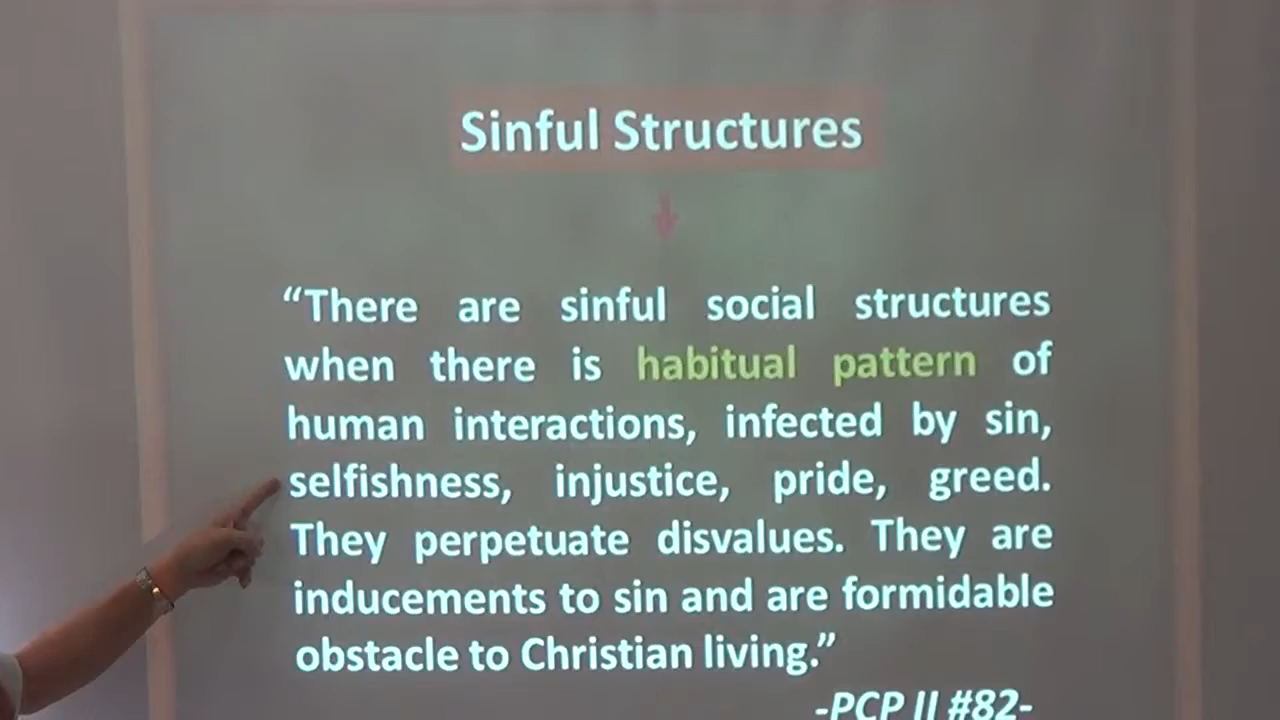 Sinful Structures
“There are sinful social structures
when there is habitual pattern of
human interactions, infected by sin,
selfishness, injustice, pride, greed.
They perpetuate disvalues. They are
inducements to sin and are formidable
obstacle to Christian living.”
-PCP II #82-